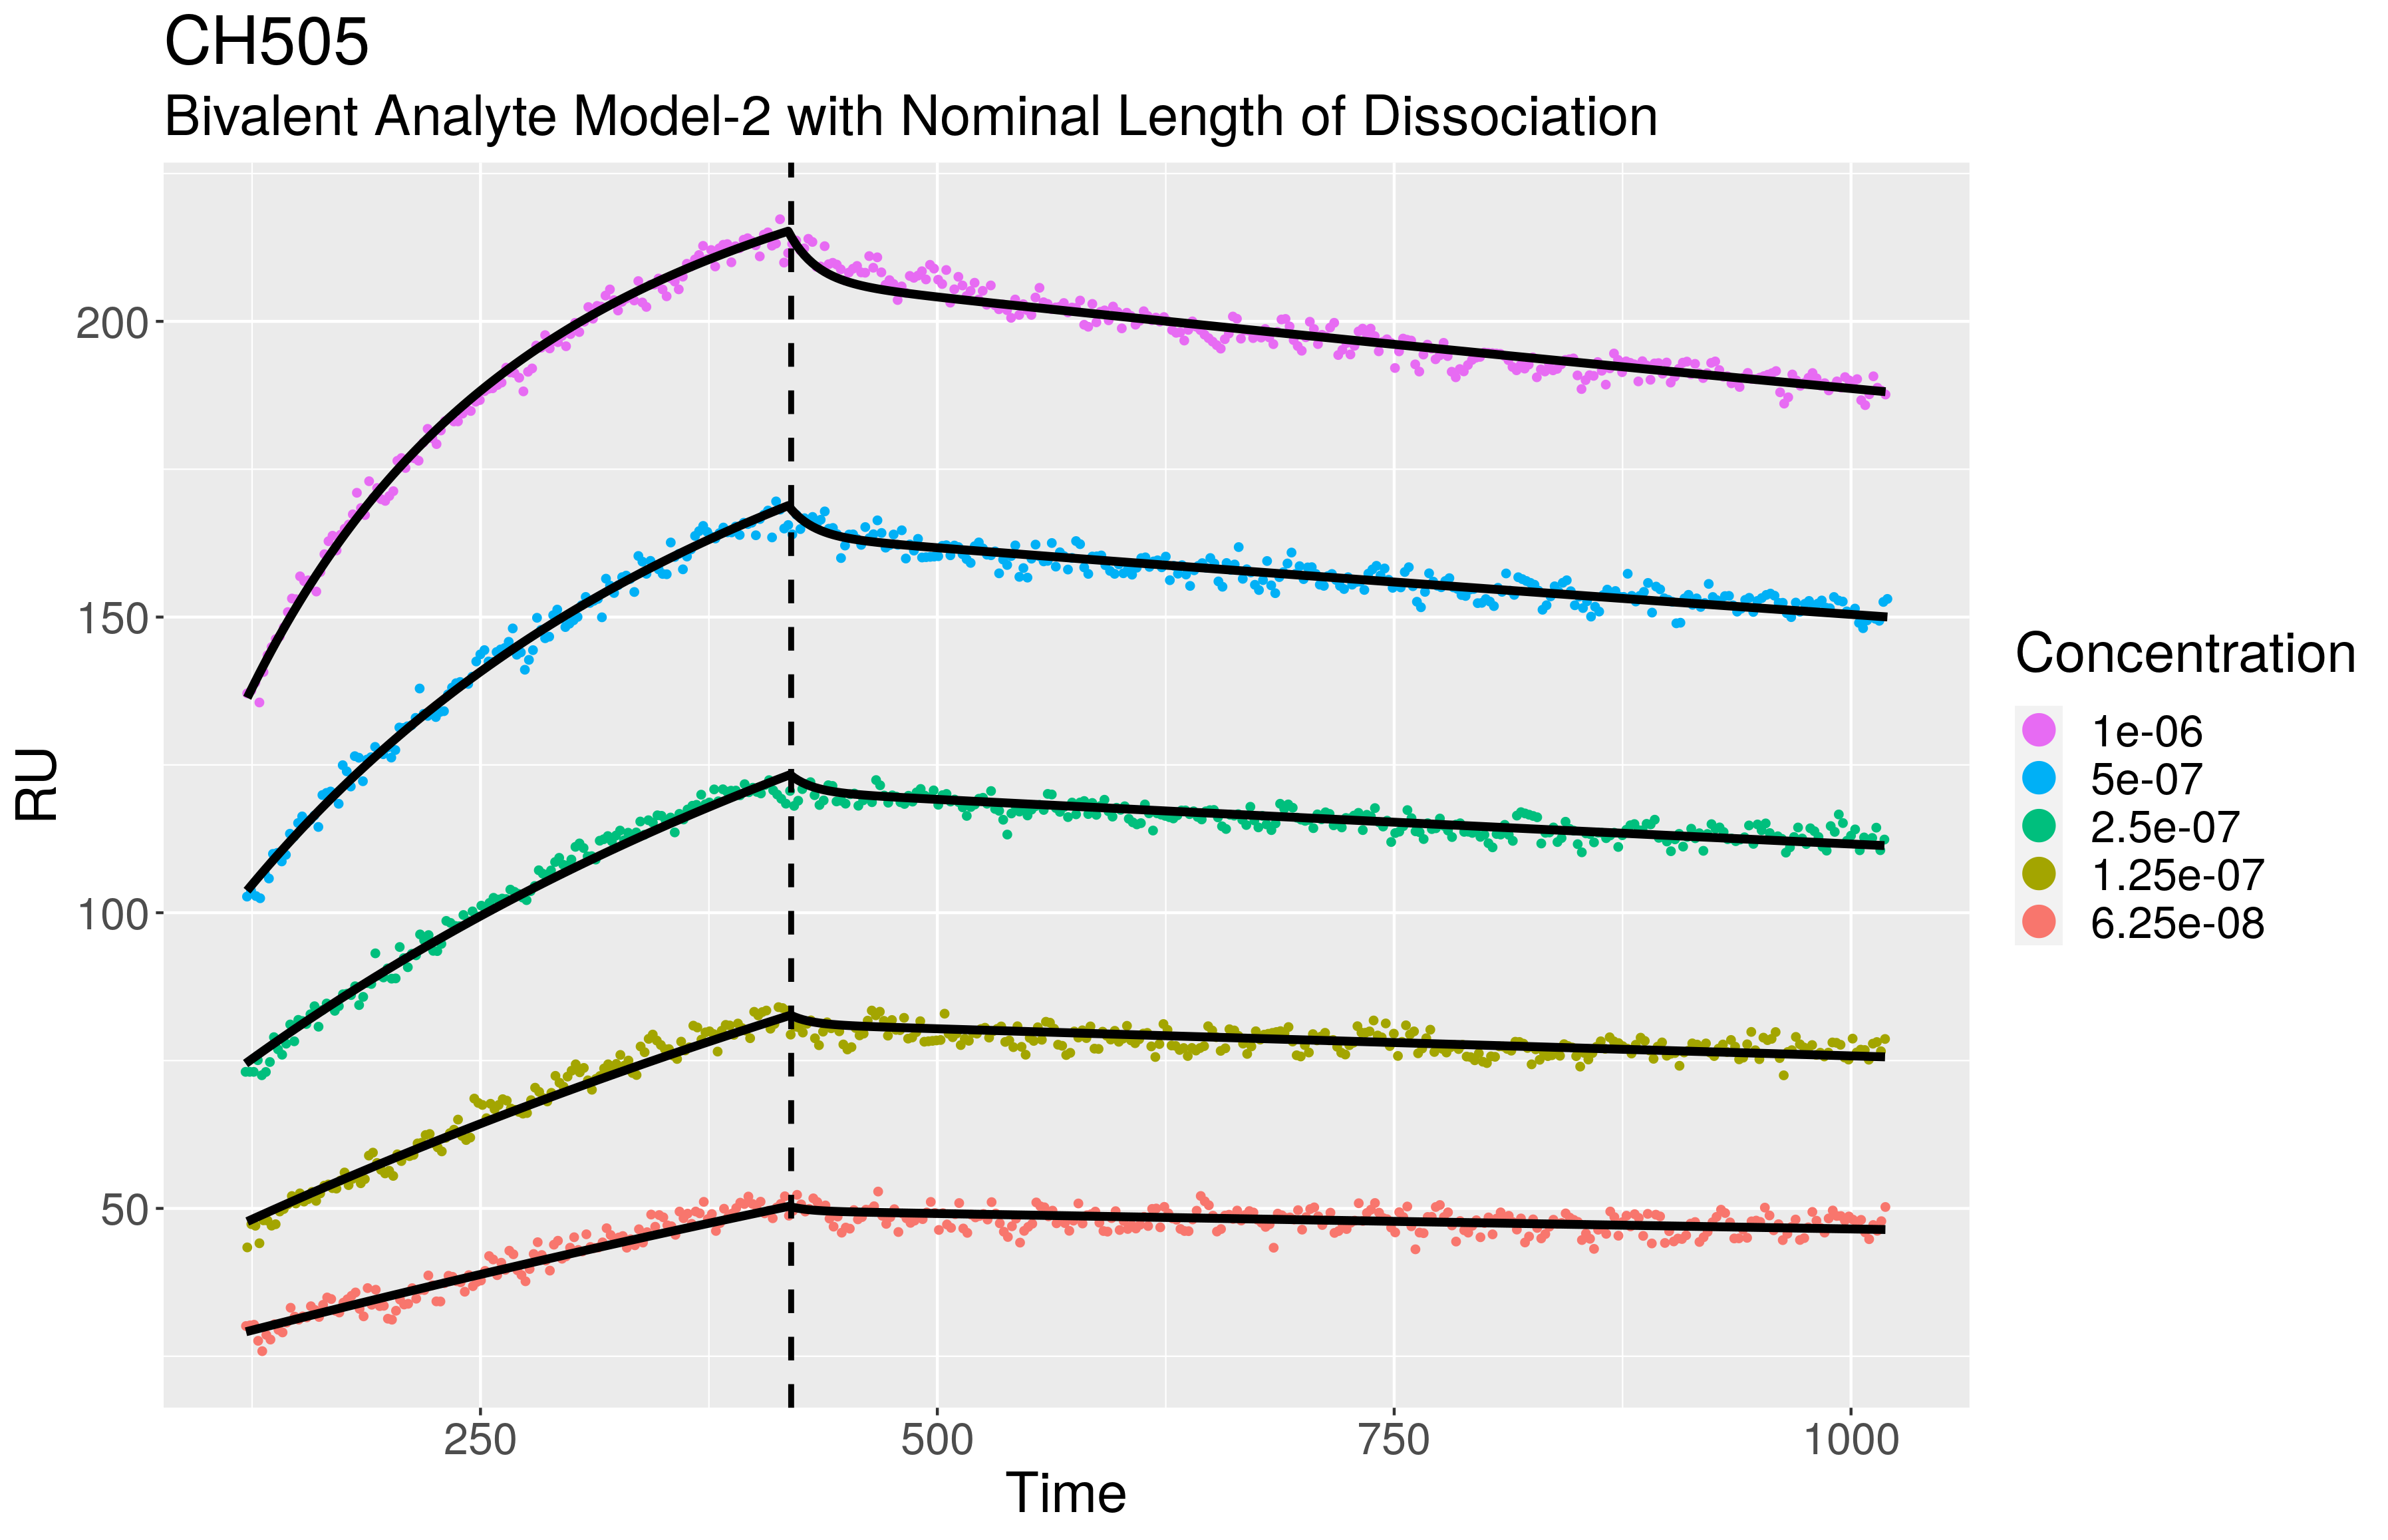 CH505
Bivalent Analyte Model-2 with Nominal Length of Dissociation
RU
200
150
100
50
250
500
750
1000
Time
Concentration
1e-06
5e-07
2.5e-07
1.25e-07
6.25e-08